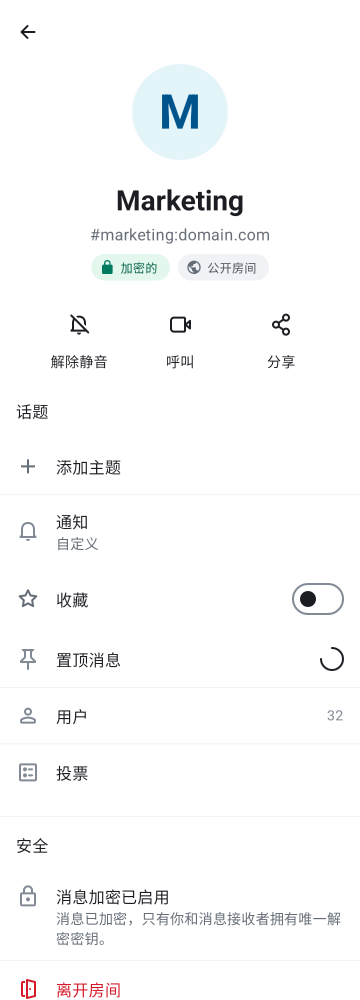 M
Marketing
#marketing:domain.com
加密的
公开房间
解除静音
呼叫
分享
话题
添加主题
通知
自定义
收藏
置顶消息
用户
32
投票
安全
消息加密已启用
消息已加密，只有你和消息接收者拥有唯一解
密密钥。
离开房间